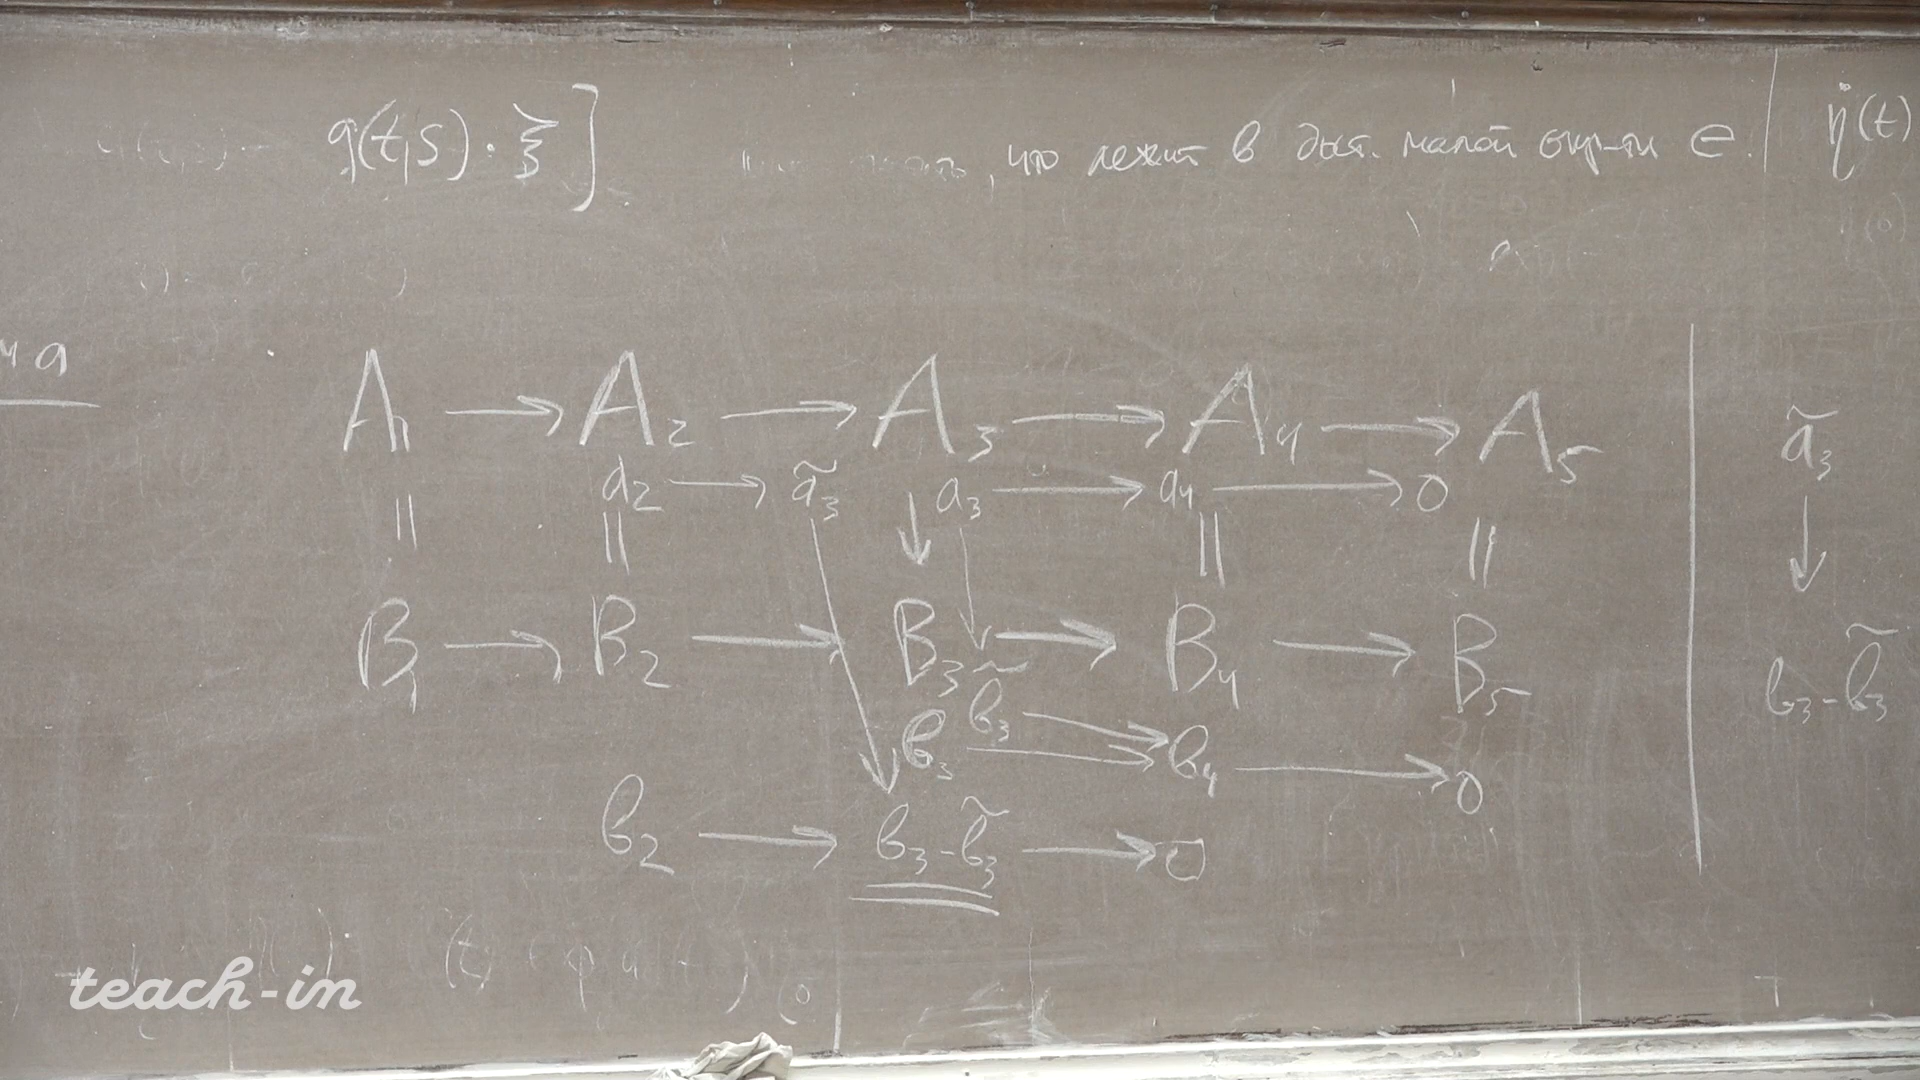 g(t,s) · ξ ]
, что лежит в дост. малой окр-ти e.
η̇(t)
ма
A₁ → A₂ → A₃ → A₄ → A₅
a₂ → ã₃ a₃ → a₄ → 0
‖ ‖ ↓ ‖ ‖
B₁ → B₂ → B₃ → B₄ → B₅
b̃₃
b₃ → b₄ → 0
b₂ → b₃ - b̃₃ → 0
ã₃
↓
b₃ - b̃₃
teach-in